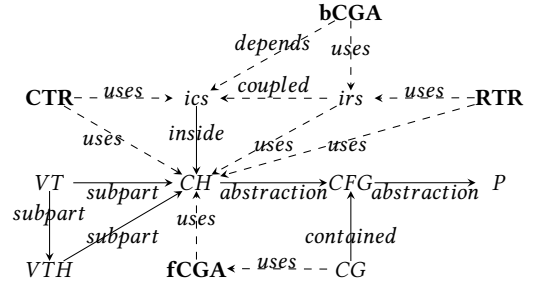 bCGA
depends
uses
CTR
uses
ics
coupled
irs
uses
RTR
uses
inside
uses
uses
VT
subpart
CH
abstraction
CFG
abstraction
P
subpart
subpart
uses
contained
VTH
fCGA
uses
CG